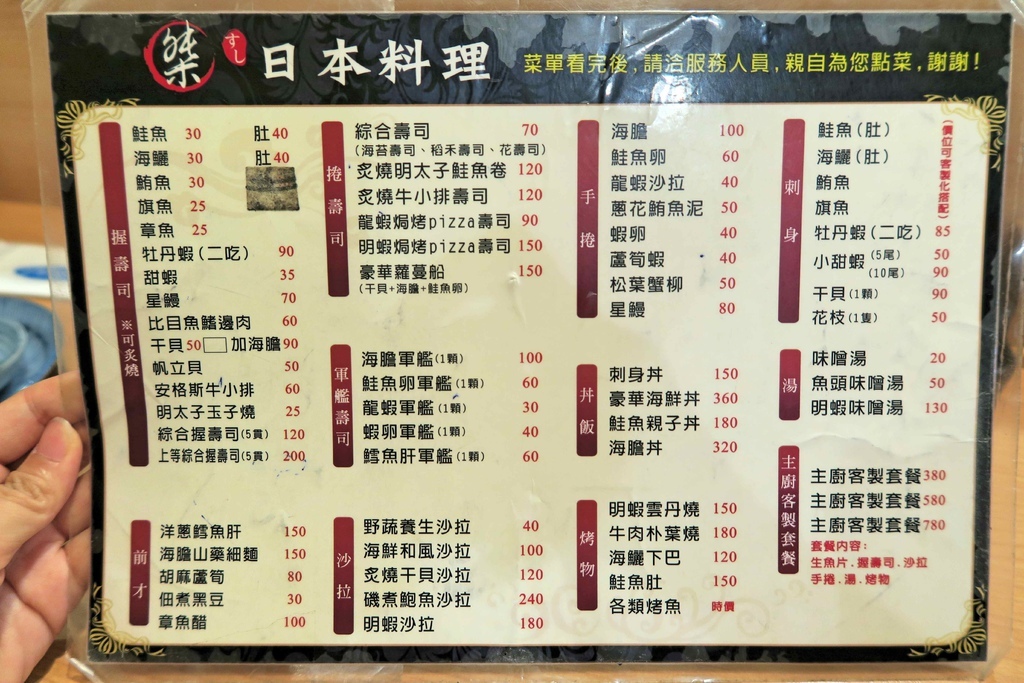 桀 すし 日本料理 菜單看完後,請洽服務人員,親自為您點菜,謝謝!
握壽司 ※可炙燒
鮭魚 30 肚 40
海鱺 30 肚 40
鮪魚 30
旗魚 25
章魚 25
牡丹蝦(二吃) 90
甜蝦 35
星鰻 70
比目魚鰭邊肉 60
干貝 50 □加海膽 90
帆立貝 50
安格斯牛小排 60
明太子玉子燒 25
綜合握壽司(5貫) 120
上等綜合握壽司(5貫) 200
前才
洋蔥鱈魚肝 150
海膽山藥細麵 150
胡麻蘆筍 80
佃煮黑豆 30
章魚醋 100
捲壽司
綜合壽司 70
(海苔壽司、稻禾壽司、花壽司)
炙燒明太子鮭魚卷 120
炙燒牛小排壽司 120
龍蝦焗烤pizza壽司 90
明蝦焗烤pizza壽司 150
豪華蘿蔓船 150
(干貝+海膽+鮭魚卵)
軍艦壽司
海膽軍艦(1顆) 100
鮭魚卵軍艦(1顆) 60
龍蝦軍艦(1顆) 30
蝦卵軍艦(1顆) 40
鱈魚肝軍艦(1顆) 60
沙拉
野蔬養生沙拉 40
海鮮和風沙拉 100
炙燒干貝沙拉 120
磯煮鮑魚沙拉 240
明蝦沙拉 180
手捲
海膽 100
鮭魚卵 60
龍蝦沙拉 40
蔥花鮪魚泥 50
蝦卵 40
蘆筍蝦 40
松葉蟹柳 50
星鰻 80
丼飯
刺身丼 150
豪華海鮮丼 360
鮭魚親子丼 180
海膽丼 320
烤物
明蝦雲丹燒 150
牛肉朴葉燒 180
海鱺下巴 120
鮭魚肚 150
各類烤魚 時價
刺身
(價位可客製化搭配)
鮭魚(肚)
海鱺(肚)
鮪魚
旗魚
牡丹蝦(二吃) 85
小甜蝦 (5尾) 50
(10尾) 90
干貝(1顆) 90
花枝(1隻) 50
湯
味噌湯 20
魚頭味噌湯 50
明蝦味噌湯 130
主廚客製套餐
主廚客製套餐 380
主廚客製套餐 580
主廚客製套餐 780
套餐內容:
生魚片.握壽司.沙拉
手捲.湯.烤物